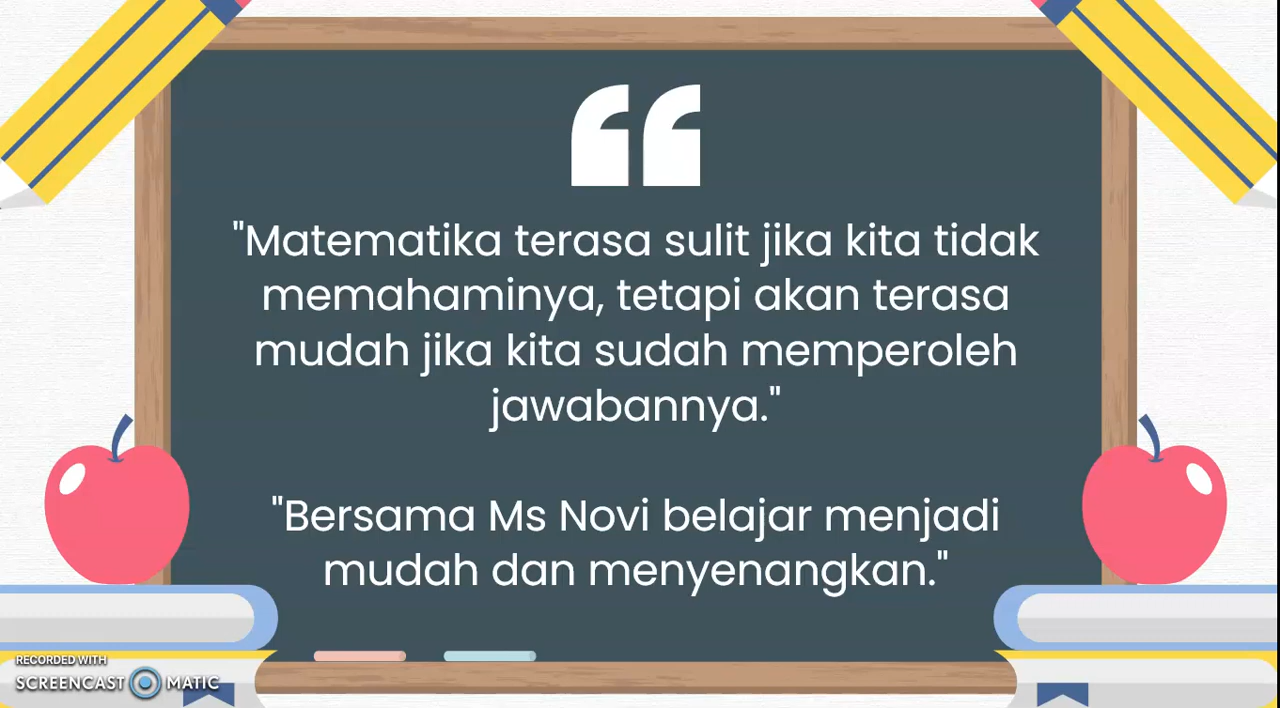 "Matematika terasa sulit jika kita tidak
memahaminya, tetapi akan terasa
mudah jika kita sudah memperoleh
jawabannya."
"Bersama Ms Novi belajar menjadi
mudah dan menyenangkan."
RECORDED WITH
SCREENCAST MATIC